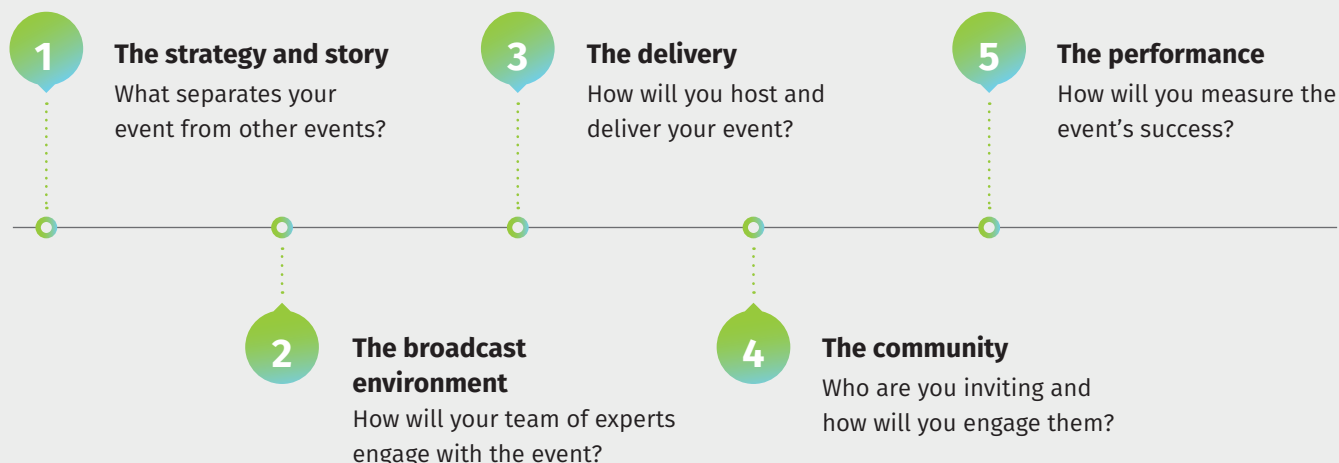 1
The strategy and story
What separates your
event from other events?
2
The broadcast
environment
How will your team of experts
engage with the event?
3
The delivery
How will you host and
deliver your event?
4
The community
Who are you inviting and
how will you engage them?
5
The performance
How will you measure the
event’s success?